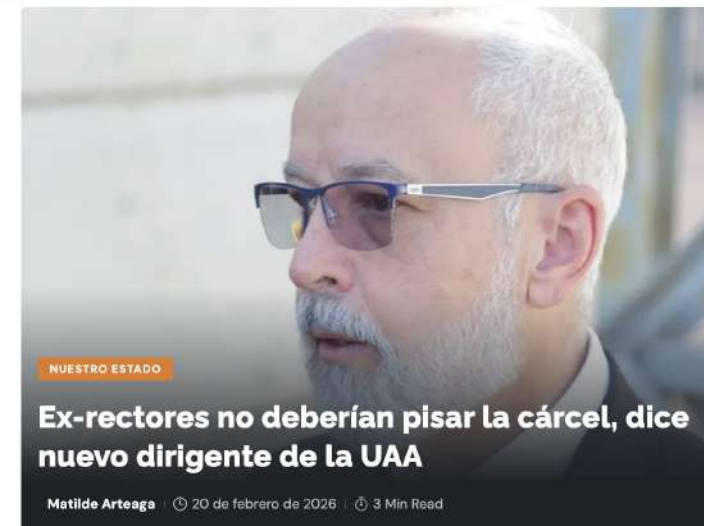 NUESTRO ESTADO
Ex-rectores no deberían pisar la cárcel, dice
nuevo dirigente de la UAA
Matilde Arteaga 20 de febrero de 2026 3 Min Read